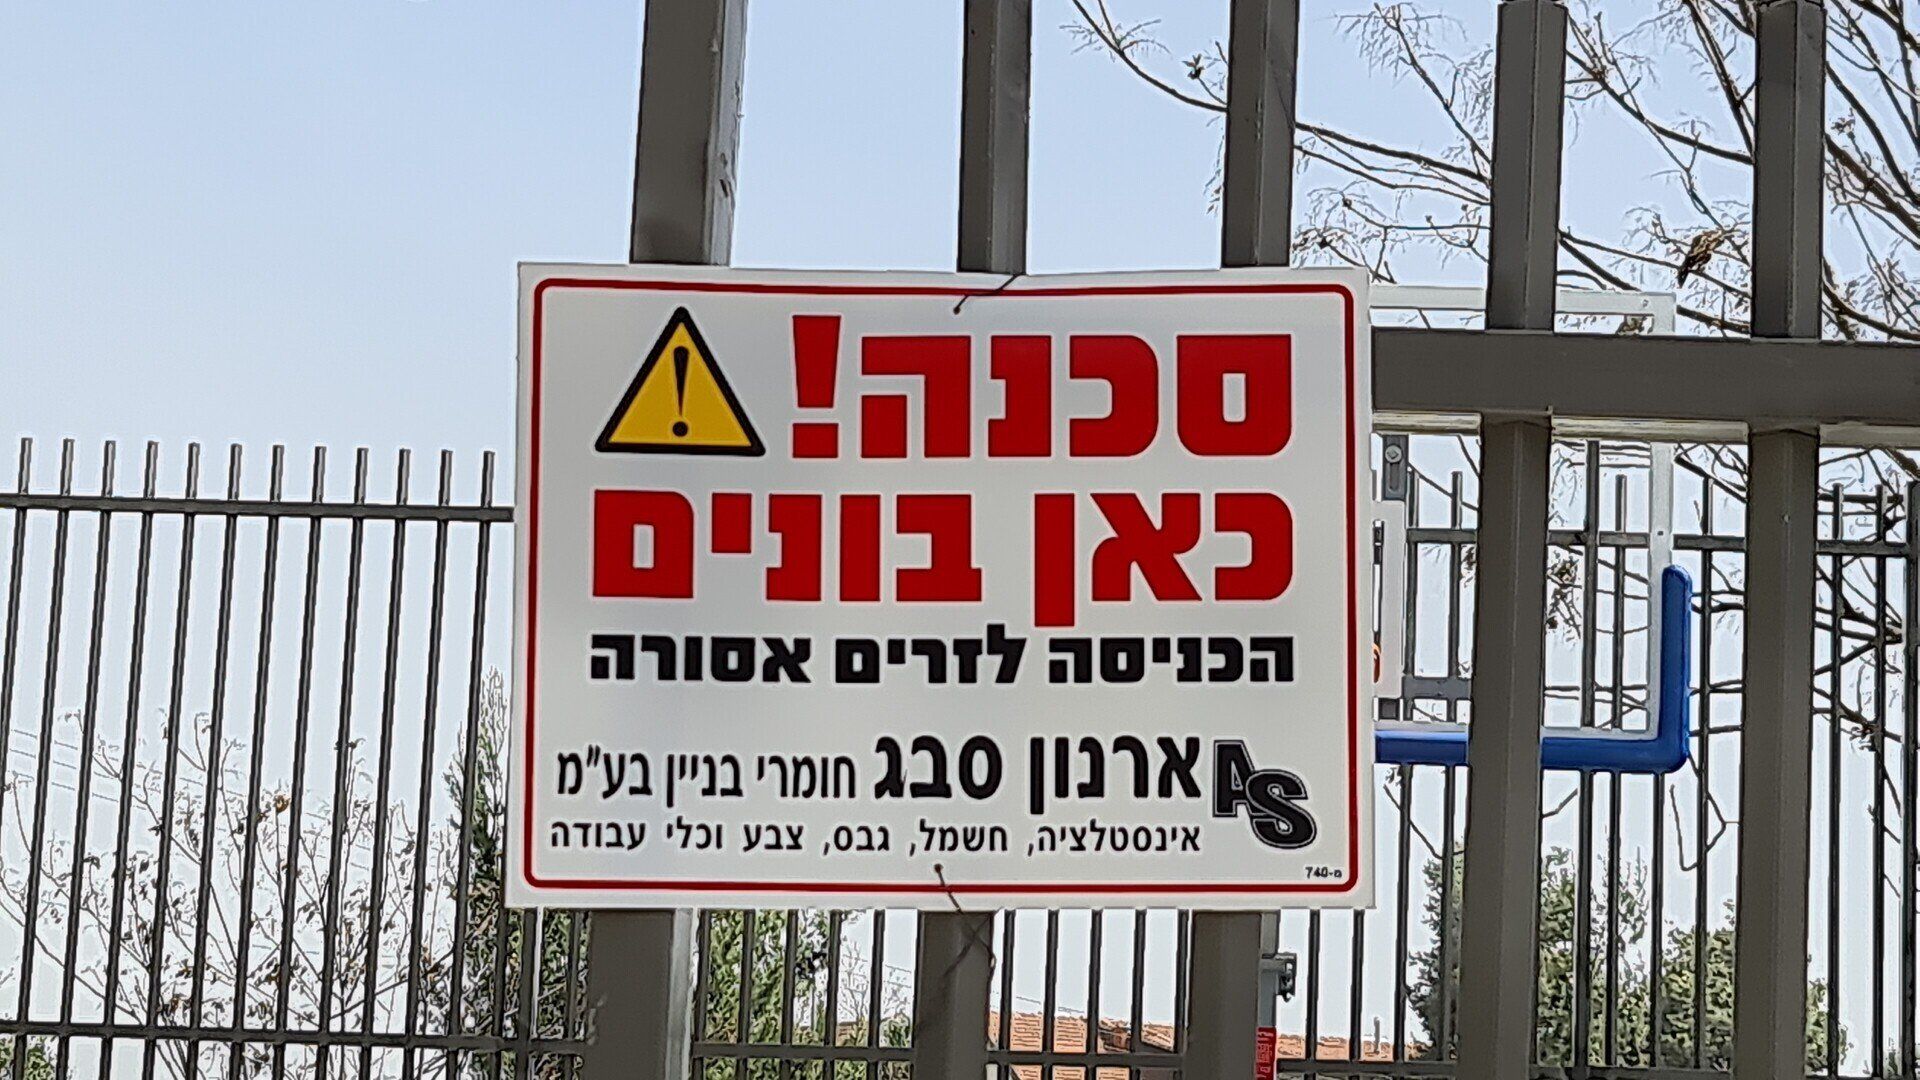 סכנה!
כאן בונים
הכניסה לזרים אסורה
AS ארנון סבג חומרי בניין בע"מ
אינסטלציה, חשמל, גבס, צבע וכלי עבודה
מ-740